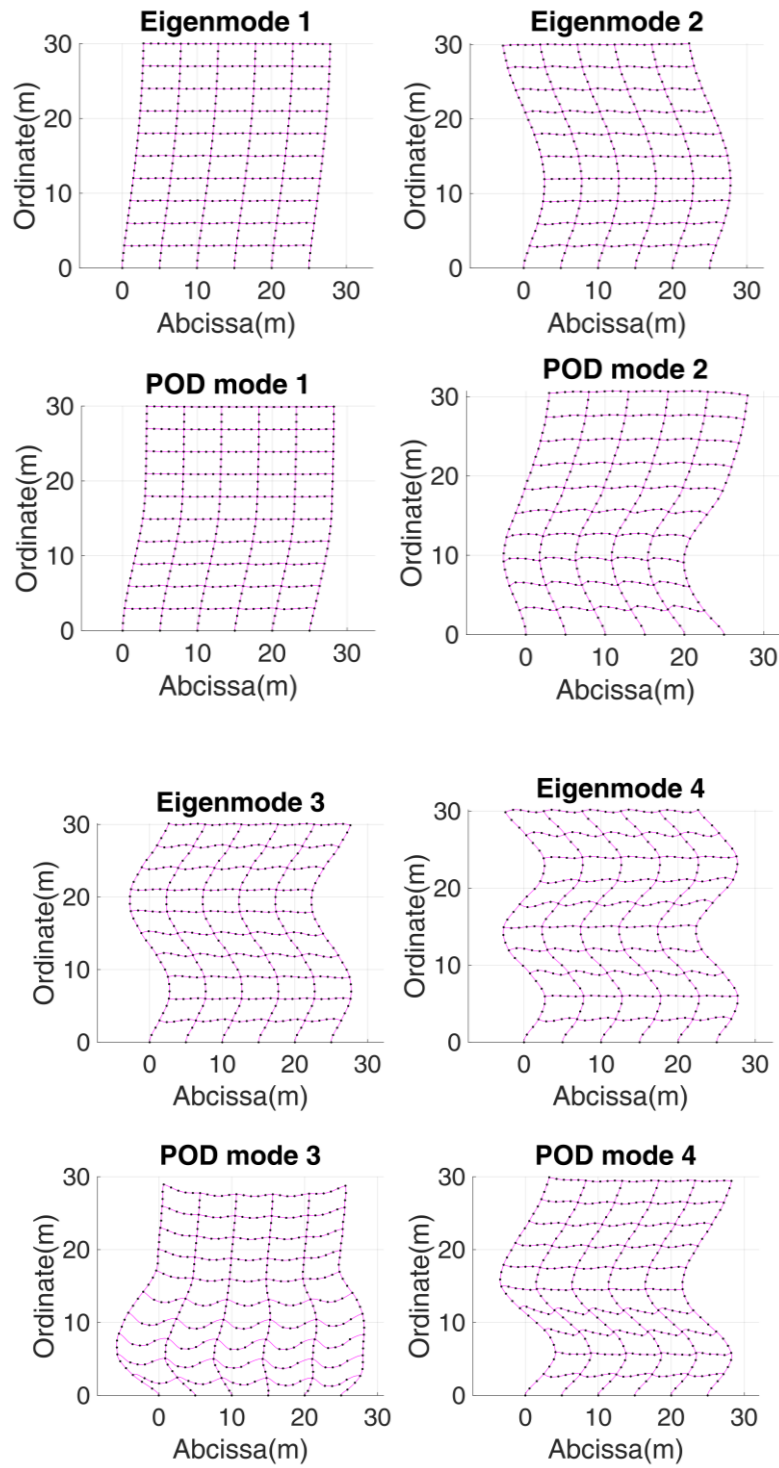 Eigenmode 1
30
20
10
0
Ordinate(m)
0 10 20 30
Abcissa(m)
Eigenmode 2
30
20
10
0
Ordinate(m)
0 10 20 30
Abcissa(m)
POD mode 1
30
20
10
0
Ordinate(m)
0 10 20 30
Abcissa(m)
POD mode 2
30
20
10
0
Ordinate(m)
0 10 20 30
Abcissa(m)
Eigenmode 3
30
20
10
0
Ordinate(m)
0 10 20 30
Abcissa(m)
Eigenmode 4
30
20
10
0
Ordinate(m)
0 10 20 30
Abcissa(m)
POD mode 3
30
20
10
0
Ordinate(m)
0 10 20 30
Abcissa(m)
POD mode 4
30
20
10
0
Ordinate(m)
0 10 20 30
Abcissa(m)